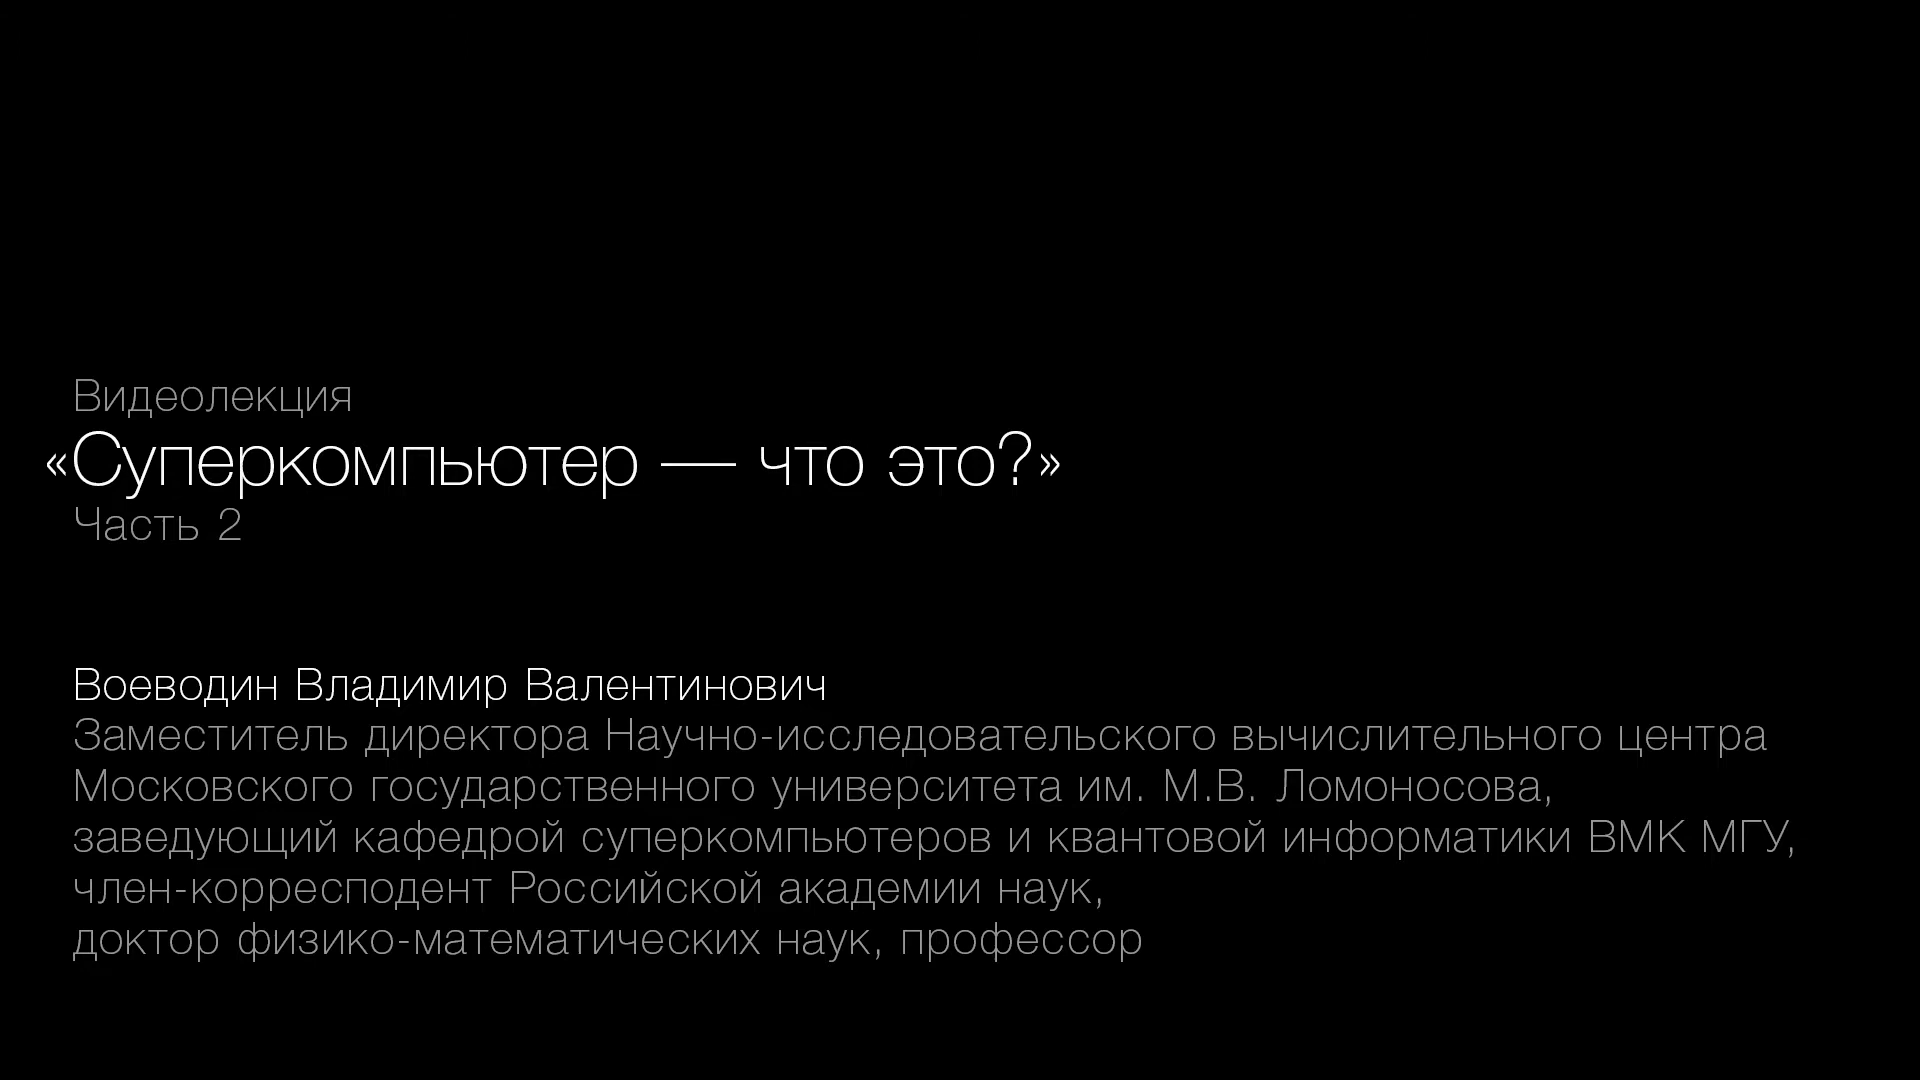 Видеолекция
«Суперкомпьютер — что это?»
Часть 2
Воеводин Владимир Валентинович
Заместитель директора Научно-исследовательского вычислительного центра
Московского государственного университета им. М.В. Ломоносова,
заведующий кафедрой суперкомпьютеров и квантовой информатики ВМК МГУ,
член-корреспондент Российской академии наук,
доктор физико-математических наук, профессор